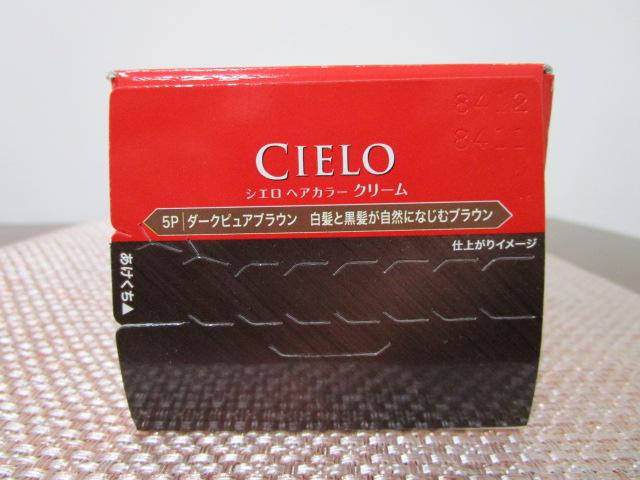 8412
8411
CIELO
シエロ ヘアカラー クリーム
5P ダークピュアブラウン 白髪と黒髪が自然になじむブラウン
仕上がりイメージ
あけくち▲